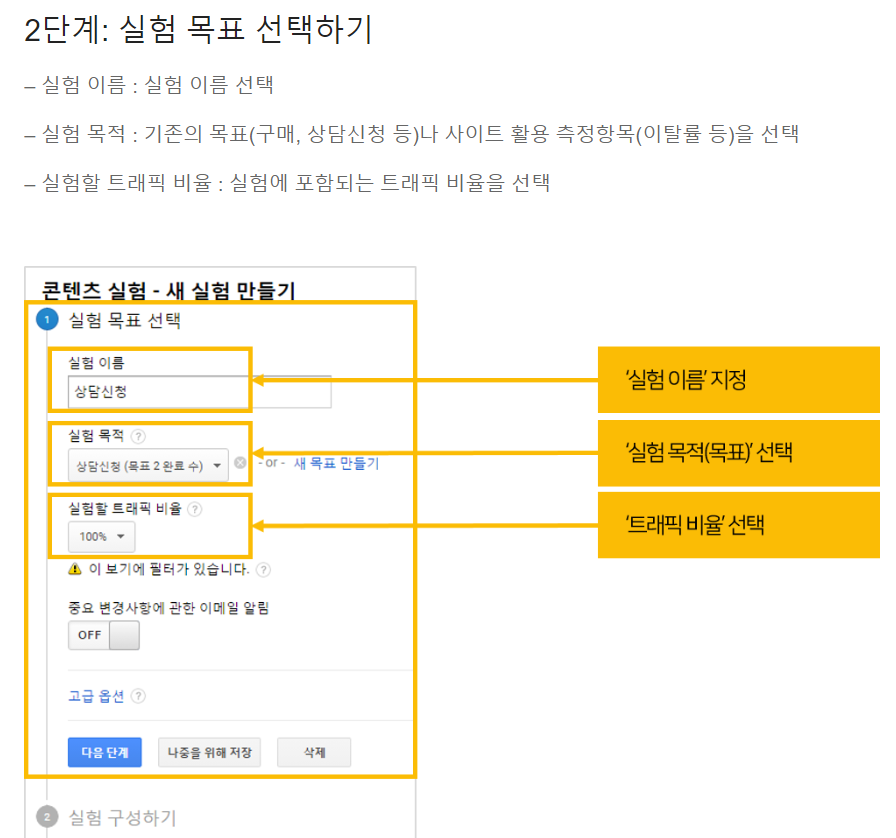 2단계: 실험 목표 선택하기
– 실험 이름 : 실험 이름 선택
– 실험 목적 : 기존의 목표(구매, 상담신청 등)나 사이트 활용 측정항목(이탈률 등)을 선택
– 실험할 트래픽 비율 : 실험에 포함되는 트래픽 비율을 선택
콘텐츠 실험 - 새 실험 만들기
1 실험 목표 선택
실험 이름
상담신청
'실험 이름' 지정
실험 목적 ?
상담신청 (목표 2 완료 수) - or - 새 목표 만들기
'실험 목적(목표)' 선택
실험할 트래픽 비율 ?
100%
'트래픽 비율' 선택
이 보기에 필터가 있습니다. ?
중요 변경사항에 관한 이메일 알림
OFF
고급 옵션 ?
다음 단계 나중을 위해 저장 삭제
2 실험 구성하기